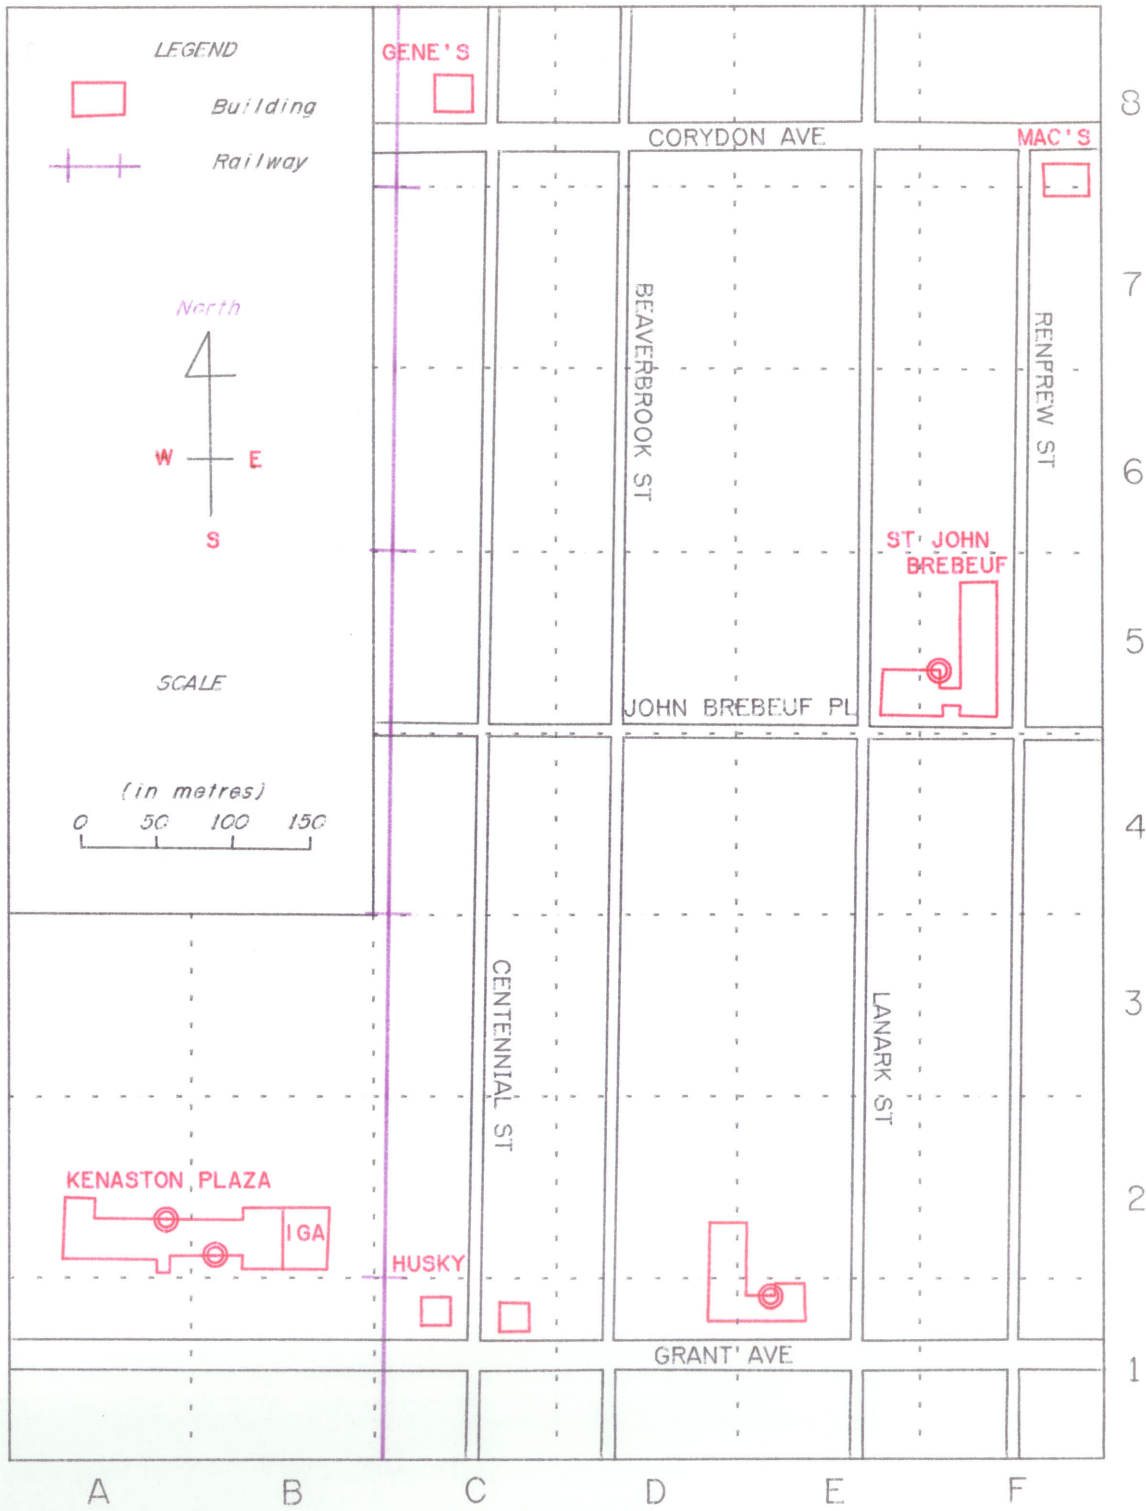 LEGEND
Building
Railway
North
W E
S
SCALE
(in metres)
0 50 100 150
GENE'S
CORYDON AVE
MAC'S
BEAVERBROOK ST
RENFREW ST
ST JOHN
BREBEUF
JOHN BREBEUF PL
CENTENNIAL ST
LANARK ST
KENASTON PLAZA
IGA
HUSKY
GRANT AVE
8
7
6
5
4
3
2
1
A B C D E F